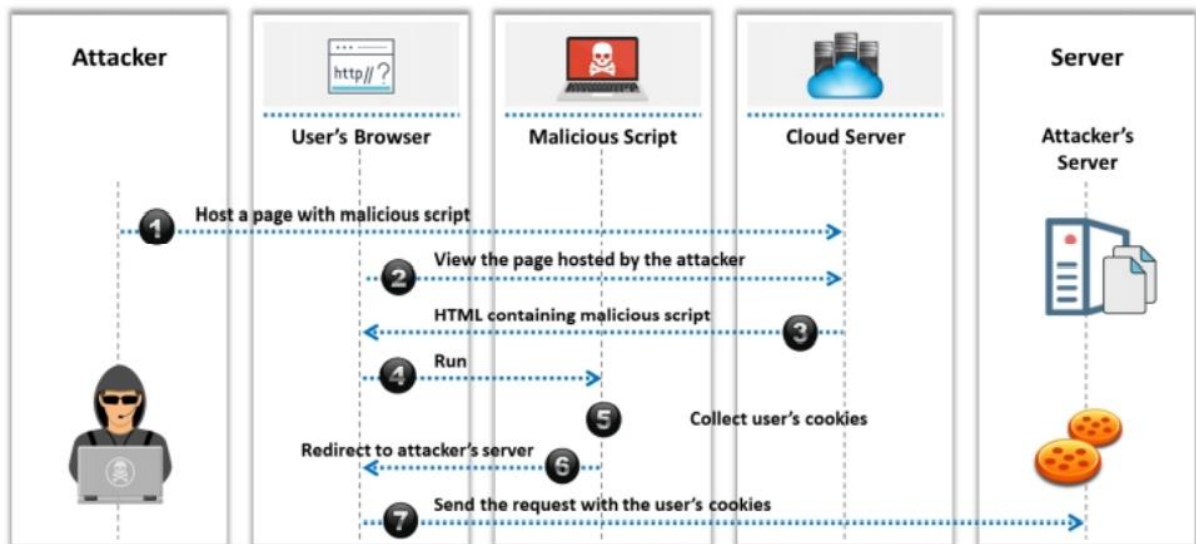 Attacker
http//?
User's Browser
Malicious Script
Cloud Server
Server
Attacker's
Server
1
Host a page with malicious script
2
View the page hosted by the attacker
HTML containing malicious script
3
4
Run
5
Collect user's cookies
Redirect to attacker's server
6
7
Send the request with the user's cookies